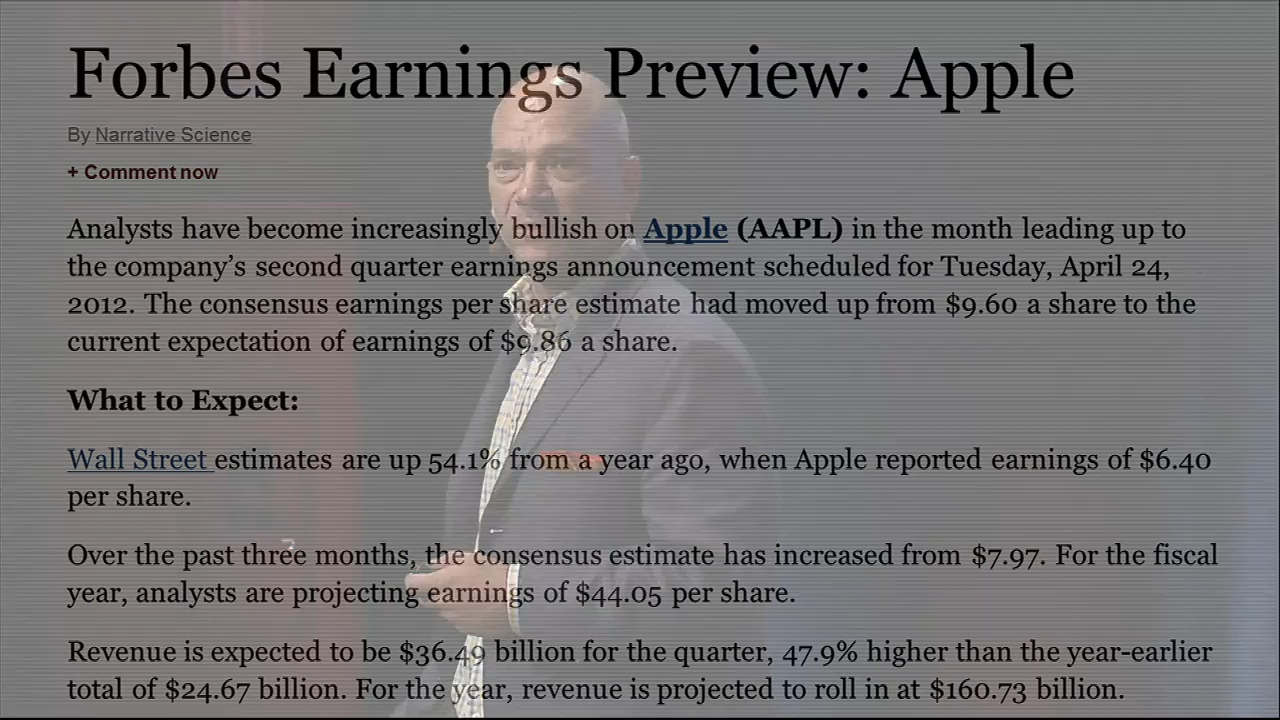 Forbes Earnings Preview: Apple
By Narrative Science
+ Comment now
Analysts have become increasingly bullish on Apple (AAPL) in the month leading up to
the company’s second quarter earnings announcement scheduled for Tuesday, April 24,
2012. The consensus earnings per share estimate had moved up from $9.60 a share to the
current expectation of earnings of $9.86 a share.
What to Expect:
Wall Street estimates are up 54.1% from a year ago, when Apple reported earnings of $6.40
per share.
Over the past three months, the consensus estimate has increased from $7.97. For the fiscal
year, analysts are projecting earnings of $44.05 per share.
Revenue is expected to be $36.49 billion for the quarter, 47.9% higher than the year-earlier
total of $24.67 billion. For the year, revenue is projected to roll in at $160.73 billion.